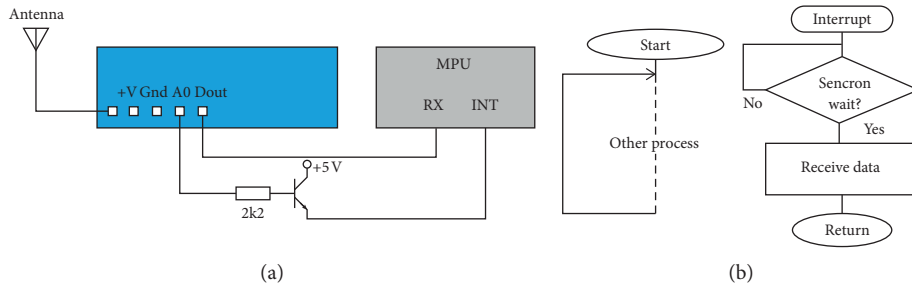 Antenna
+V Gnd A0 Dout
MPU
RX INT
+5 V
2k2
(a)
Start
Other process
Interrupt
Sencron
wait?
No
Yes
Receive data
Return
(b)